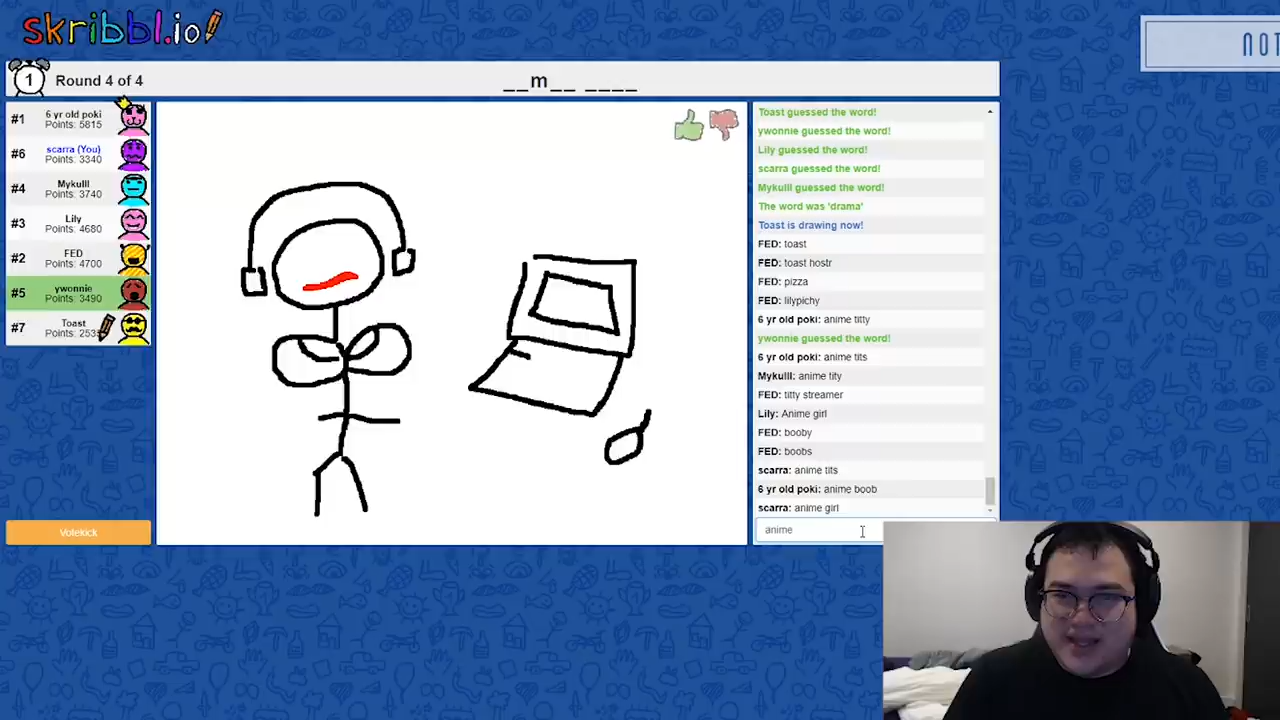 skribbl.io
NOT
1
Round 4 of 4
__m__ ____
#1
6 yr old poki
Points: 5815
#6
scarra (You)
Points: 3340
#4
Mykulll
Points: 3740
#3
Lily
Points: 4680
#2
FED
Points: 4700
#5
ywonnie
Points: 3490
#7
Toast
Points: 253
Votekick
Toast guessed the word!
ywonnie guessed the word!
Lily guessed the word!
scarra guessed the word!
Mykulll guessed the word!
The word was 'drama'
Toast is drawing now!
FED: toast
FED: toast hostr
FED: pizza
FED: lilypichy
6 yr old poki: anime titty
ywonnie guessed the word!
6 yr old poki: anime tits
Mykulll: anime tity
FED: titty streamer
Lily: Anime girl
FED: booby
FED: boobs
scarra: anime tits
6 yr old poki: anime boob
scarra: anime girl
anime